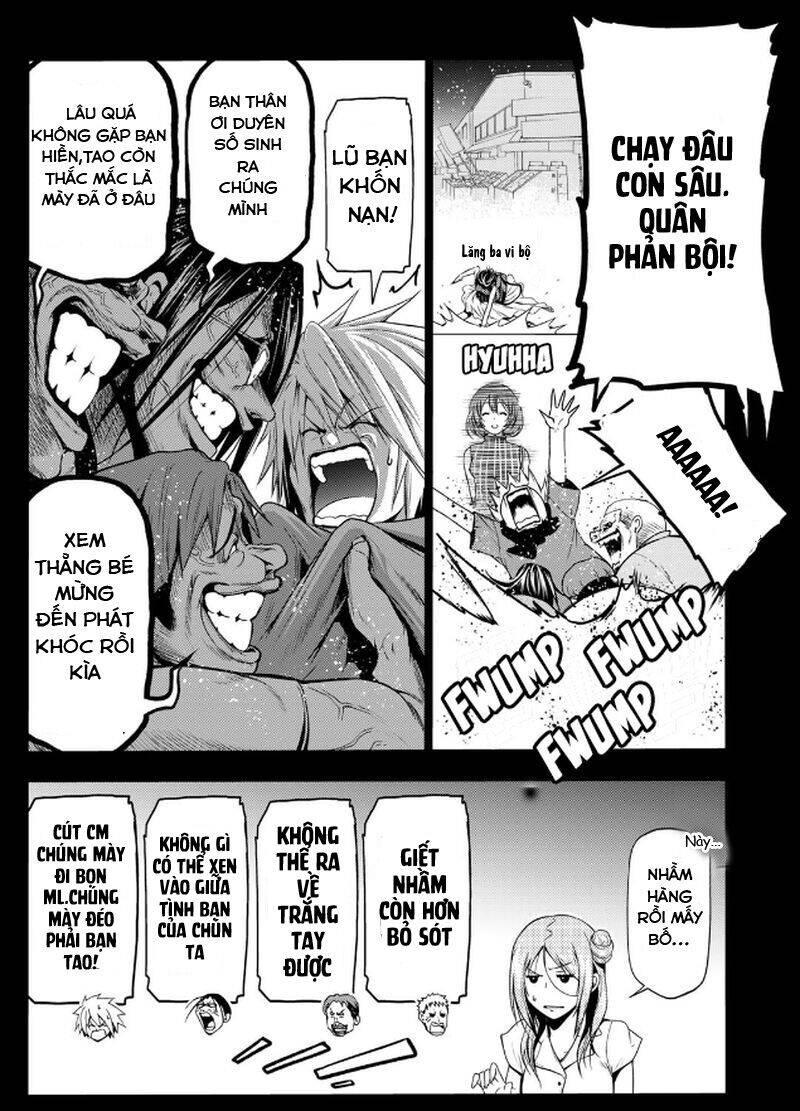 CHẠY ĐÂU
CON SÂU.
QUÂN
PHẢN BỘI!
Lăng ba vi bộ
HYUHHA
AAAAAA!
FWUMP
FWUMP
FWUMP
LŨ BẠN
KHỐN
NẠN!
BẠN THÂN
ƠI DUYÊN
SỐ SINH
RA
CHÚNG
MÌNH
LÂU QUÁ
KHÔNG GẶP BẠN
HIỀN,TAO CÒN
THẮC MẮC LÀ
MÀY ĐÃ Ở ĐÂU
XEM
THẰNG BÉ
MỪNG
ĐẾN PHÁT
KHÓC RỒI
KÌA
Này...
NHẦM
HÀNG
RỒI MẤY
BỐ...
GIẾT
NHẦM
CÒN HƠN
BỎ SÓT
KHÔNG
THỂ RA
VỀ
TRẮNG
TAY
ĐƯỢC
KHÔNG GÌ
CÓ THỂ XEN
VÀO GIỮA
TÌNH BẠN
CỦA CHÚN
TA
CÚT CM
CHÚNG MÀY
ĐI BỌN
ML.CHŨNG
MÀY ĐÉO
PHẢI BẠN
TAO!